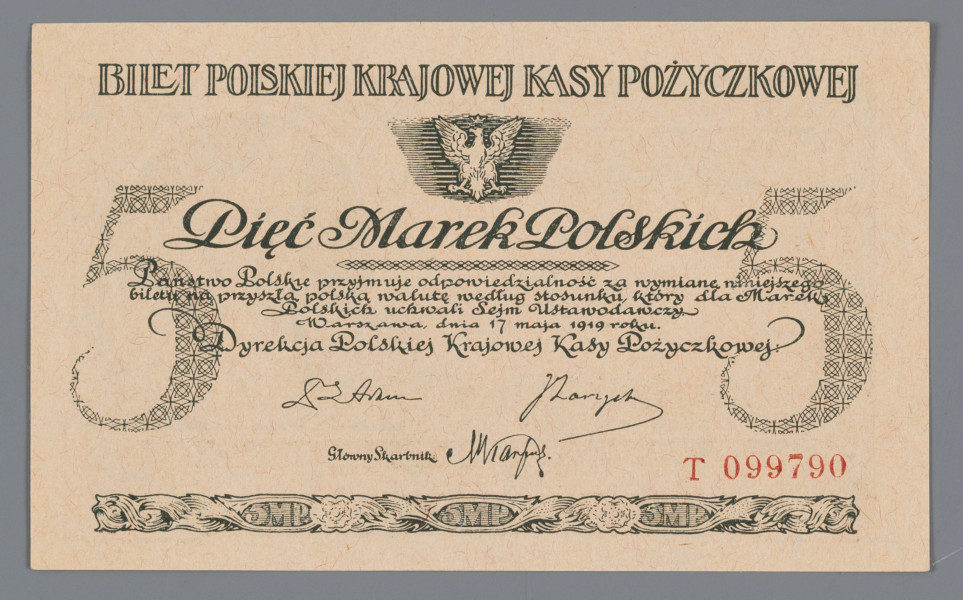 BILET POLSKIEJ KRAJOWEJ KASY POŻYCZKOWEJ
5 5
Pięć Marek Polskich
Państwo Polskie przyjmuje odpowiedzialność za wymianę niniejszego
biletu na przyszłą polską walutę według stosunku, który dla Marek
Polskich uchwali Sejm Ustawodawczy.
Warszawa, dnia 17 maja 1919 roku.
Dyrekcja Polskiej Krajowej Kasy Pożyczkowej:
Główny Skarbnik
T 099790
5MP 5MP 5MP